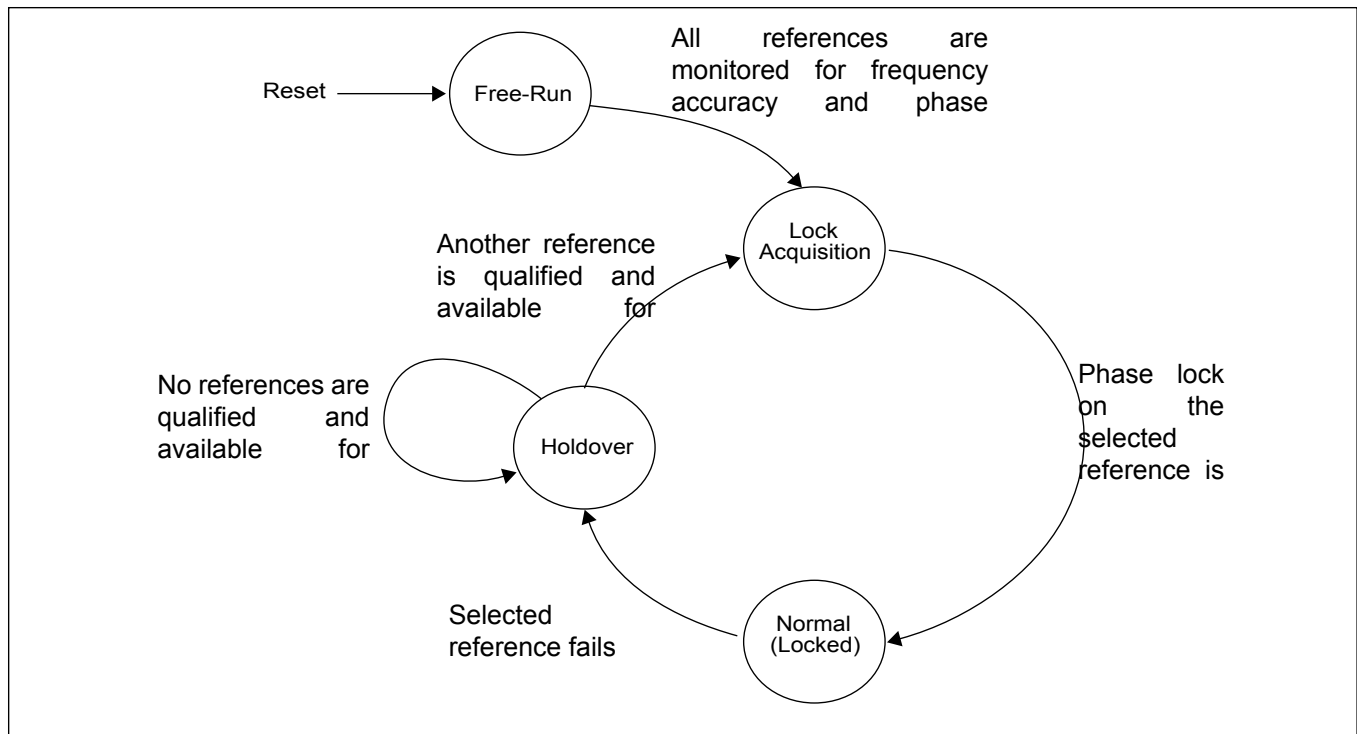 All references are
monitored for frequency
accuracy and phase
Reset
Free-Run
Lock
Acquisition
Another reference
is qualified and
available for
Phase lock
on the
selected
reference is
No references are
qualified and
available for
Holdover
Selected
reference fails
Normal
(Locked)